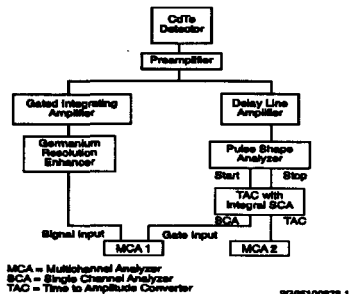 CdTe
Detector
Preamplifier
Gated Integrating
Amplifier
Delay Line
Amplifier
Germanium
Resolution
Enhancer
Pulse Shape
Analyzer
Start Stop
TAC with
Integral SCA
SCA TAC
Signal Input Gate Input
MCA 1 MCA 2
MCA = Multichannel Analyzer
SCA = Single Channel Analyzer
TAC = Time to Amplitude Converter